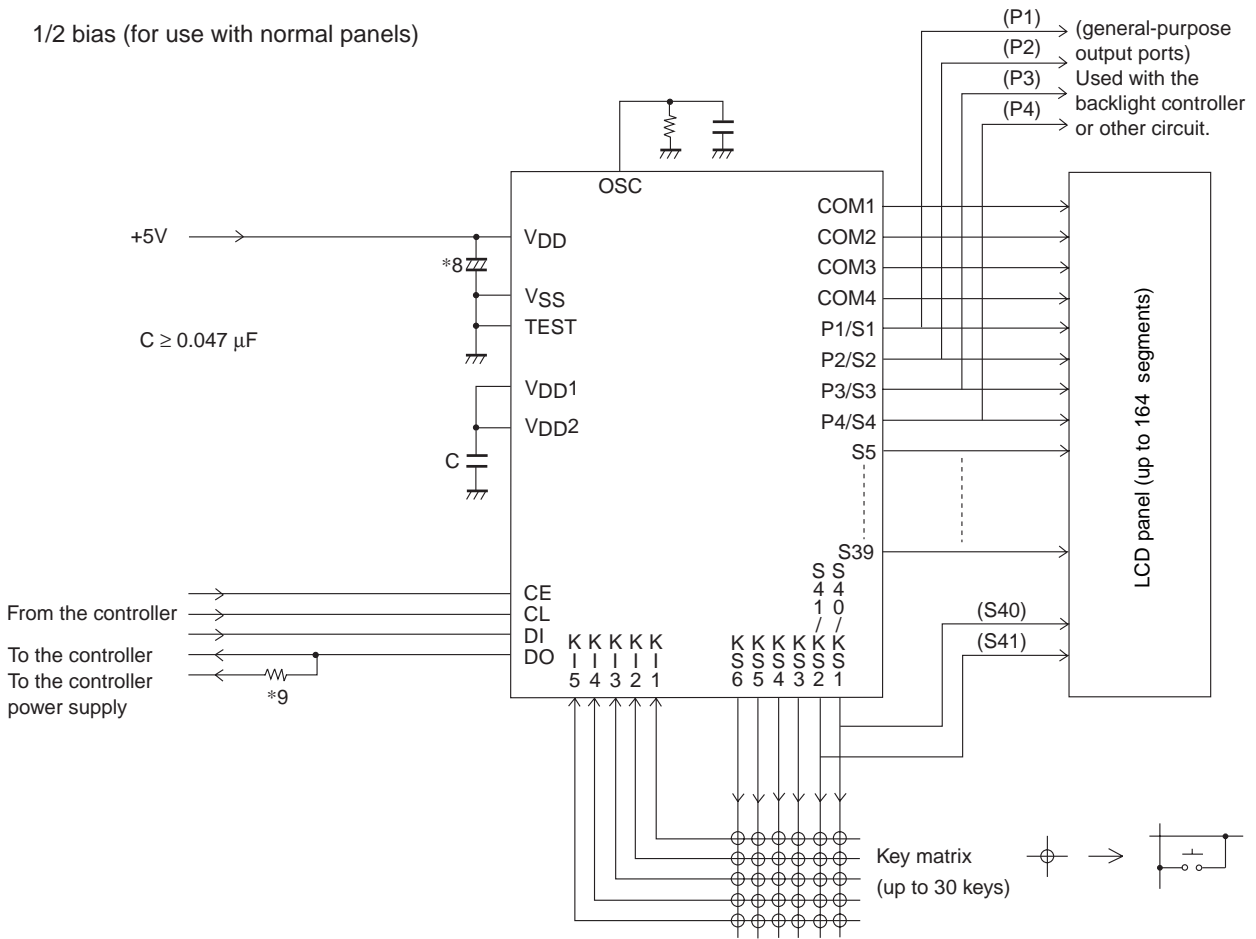 1/2 bias (for use with normal panels)
(P1)
(P2)
(P3)
(P4)
(general-purpose
output ports)
Used with the
backlight controller
or other circuit.
OSC
+5V
VDD
*8
VSS
TEST
C ≥ 0.047 μF
VDD1
VDD2
C
COM1
COM2
COM3
COM4
P1/S1
P2/S2
P3/S3
P4/S4
S5
S39
LCD panel (up to 164 segments)
(S40)
(S41)
From the controller
To the controller
To the controller
power supply
*9
CE
CL
DI
DO
KI5
KI4
KI3
KI2
KI1
KS6
KS5
KS4
KS3
S41/KS2
S40/KS1
Key matrix
(up to 30 keys)